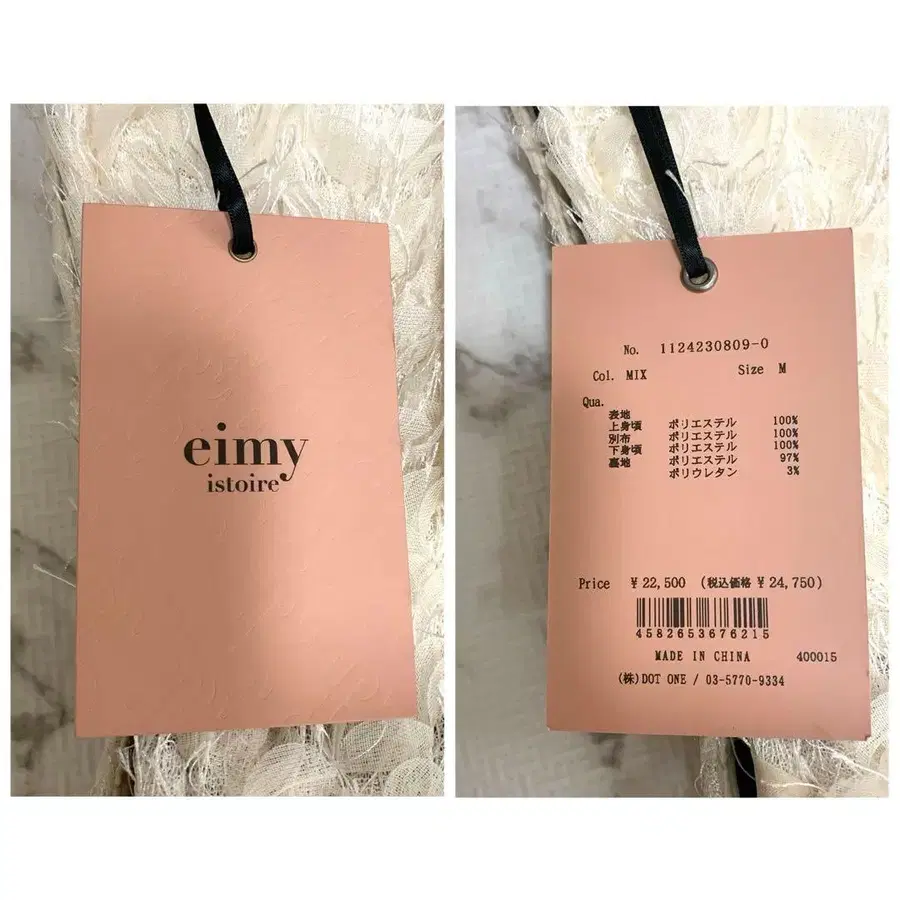 eimy
istoire
No. 1124230809-0
Col. MIX Size M
Qua.
表地
上身頃 ポリエステル 100%
別布 ポリエステル 100%
下身頃 ポリエステル 100%
裏地 ポリエステル 97%
ポリウレタン 3%
Price ¥22,500 (税込価格 ¥24,750)
4582653676215
MADE IN CHINA 400015
(株)DOT ONE / 03-5770-9334